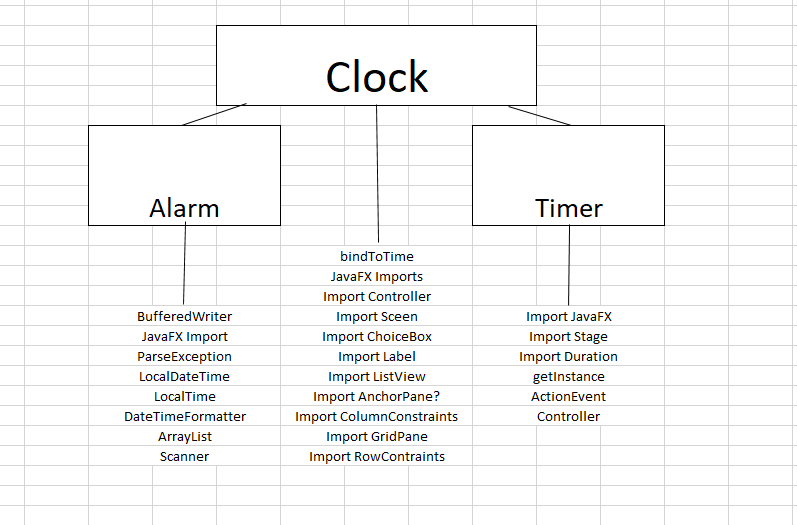 Clock
Alarm
Timer
BufferedWriter
JavaFX Import
ParseException
LocalDateTime
LocalTime
DateTimeFormatter
ArrayList
Scanner
bindToTime
JavaFX Imports
Import Controller
Import Sceen
Import ChoiceBox
Import Label
Import ListView
Import AnchorPane?
Import ColumnConstraints
Import GridPane
Import RowContraints
Import JavaFX
Import Stage
Import Duration
getInstance
ActionEvent
Controller